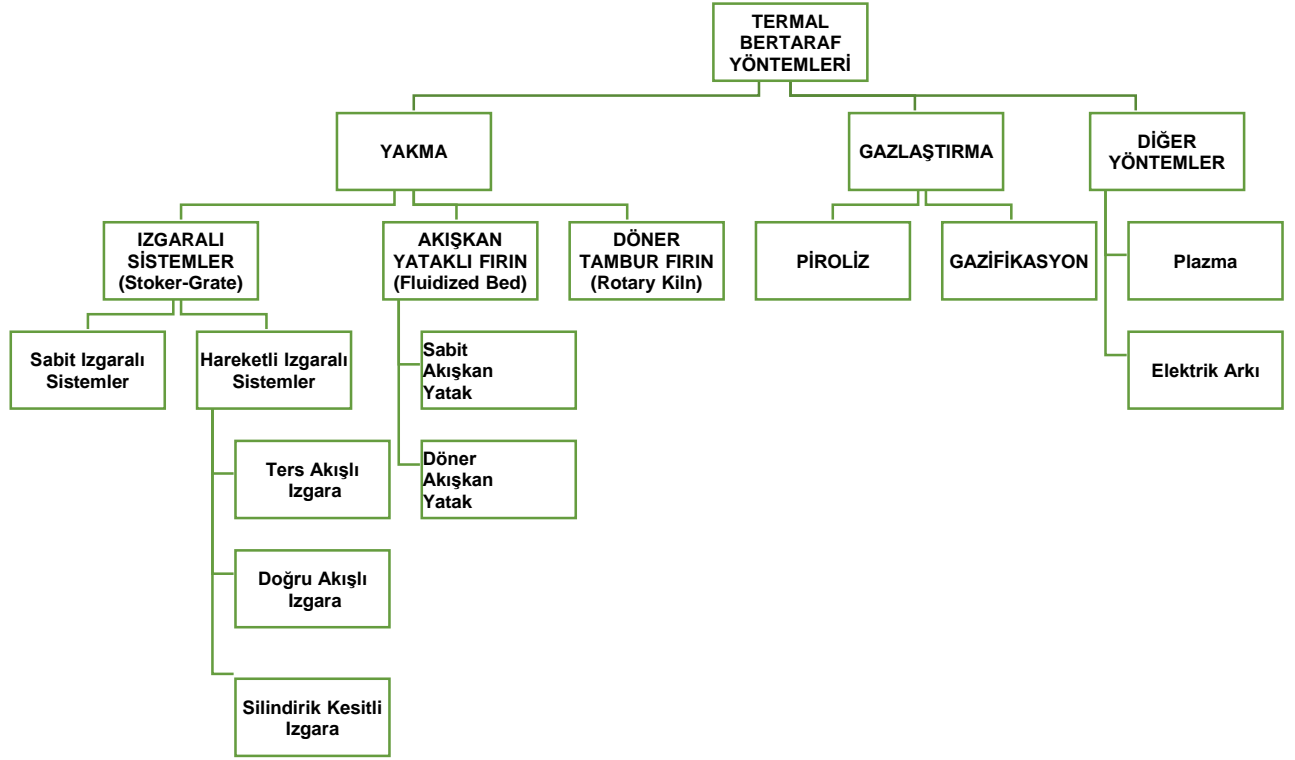 TERMAL
BERTARAF
YÖNTEMLERİ
YAKMA
GAZLAŞTIRMA
DİĞER
YÖNTEMLER
IZGARALI
SİSTEMLER
(Stoker-Grate)
AKIŞKAN
YATAKLI FIRIN
(Fluidized Bed)
DÖNER
TAMBUR FIRIN
(Rotary Kiln)
PİROLİZ
GAZİFİKASYON
Plazma
Sabit Izgaralı
Sistemler
Hareketli Izgaralı
Sistemler
Sabit
Akışkan
Yatak
Elektrik Arkı
Ters Akışlı
Izgara
Döner
Akışkan
Yatak
Doğru Akışlı
Izgara
Silindirik Kesitli
Izgara